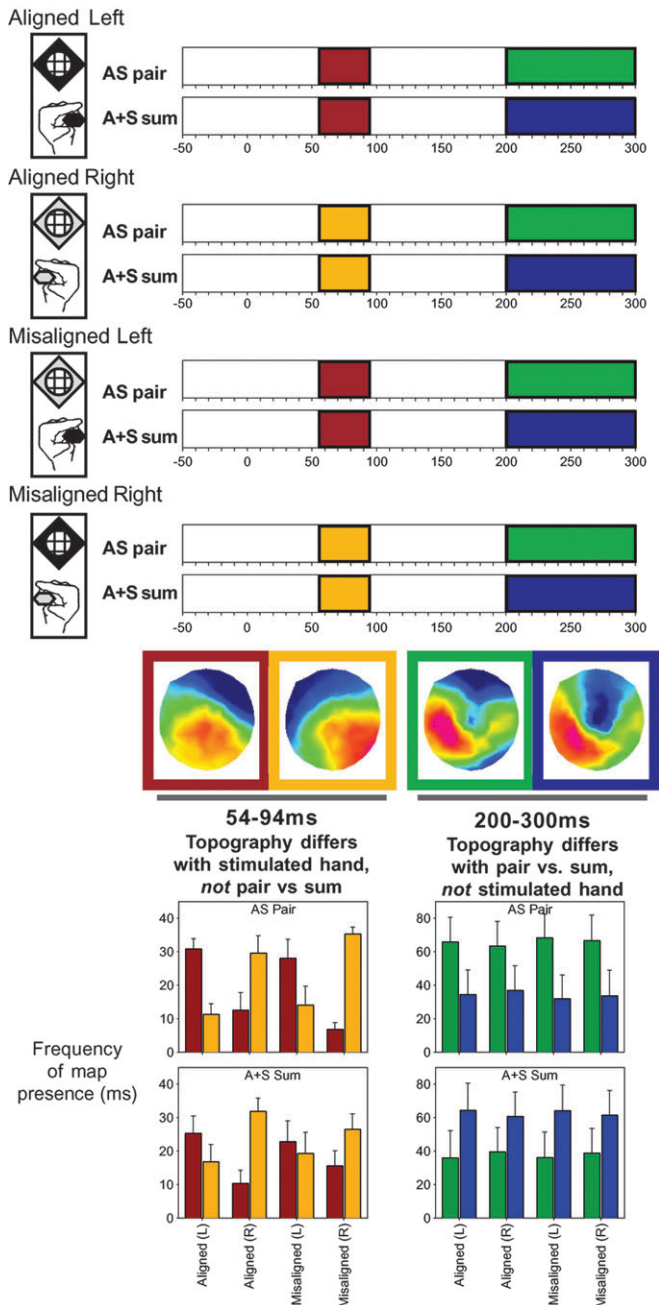 Aligned Left
AS pair
A+S sum
-50 0 50 100 150 200 250 300
Aligned Right
AS pair
A+S sum
-50 0 50 100 150 200 250 300
Misaligned Left
AS pair
A+S sum
-50 0 50 100 150 200 250 300
Misaligned Right
AS pair
A+S sum
-50 0 50 100 150 200 250 300
54-94ms
Topography differs
with stimulated hand,
not pair vs sum
200-300ms
Topography differs
with pair vs. sum,
not stimulated hand
AS Pair
40
30
20
10
0
AS Pair
80
60
40
20
0
Frequency
of map
presence (ms)
A+S Sum
40
30
20
10
0
Aligned (L)
Aligned (R)
Misaligned (L)
Misaligned (R)
A+S Sum
80
60
40
20
0
Aligned (L)
Aligned (R)
Misaligned (L)
Misaligned (R)